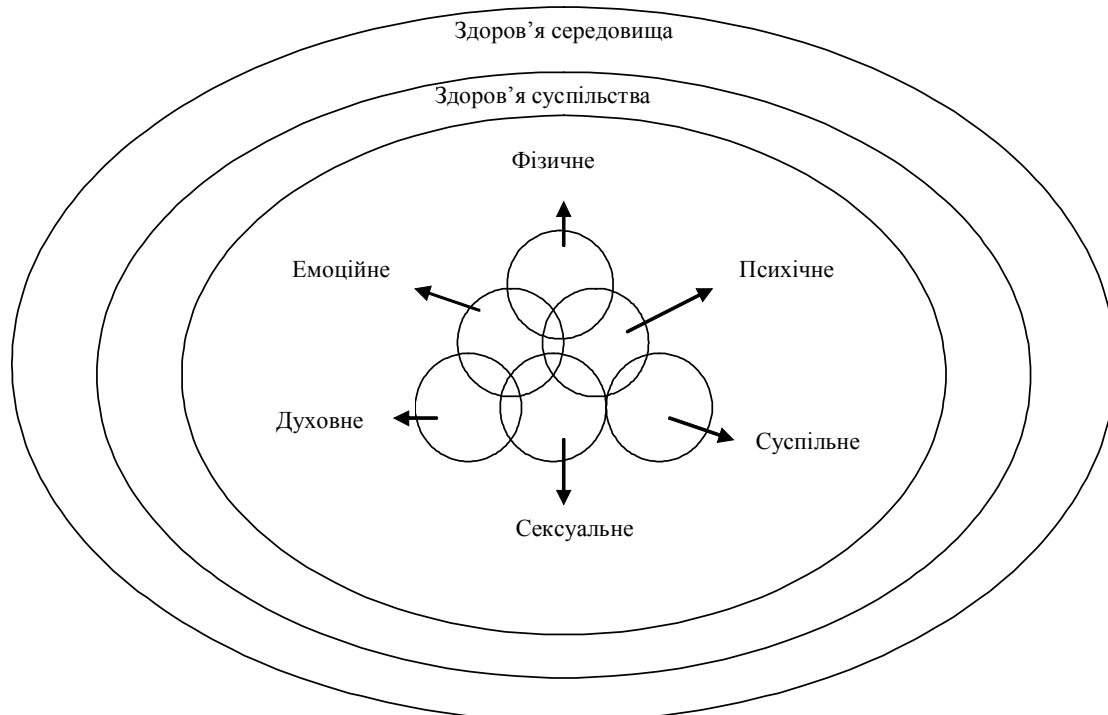 Здоров’я середовища
Здоров’я суспільства
Фізичне
Емоційне
Психічне
Духовне
Суспільне
Сексуальне